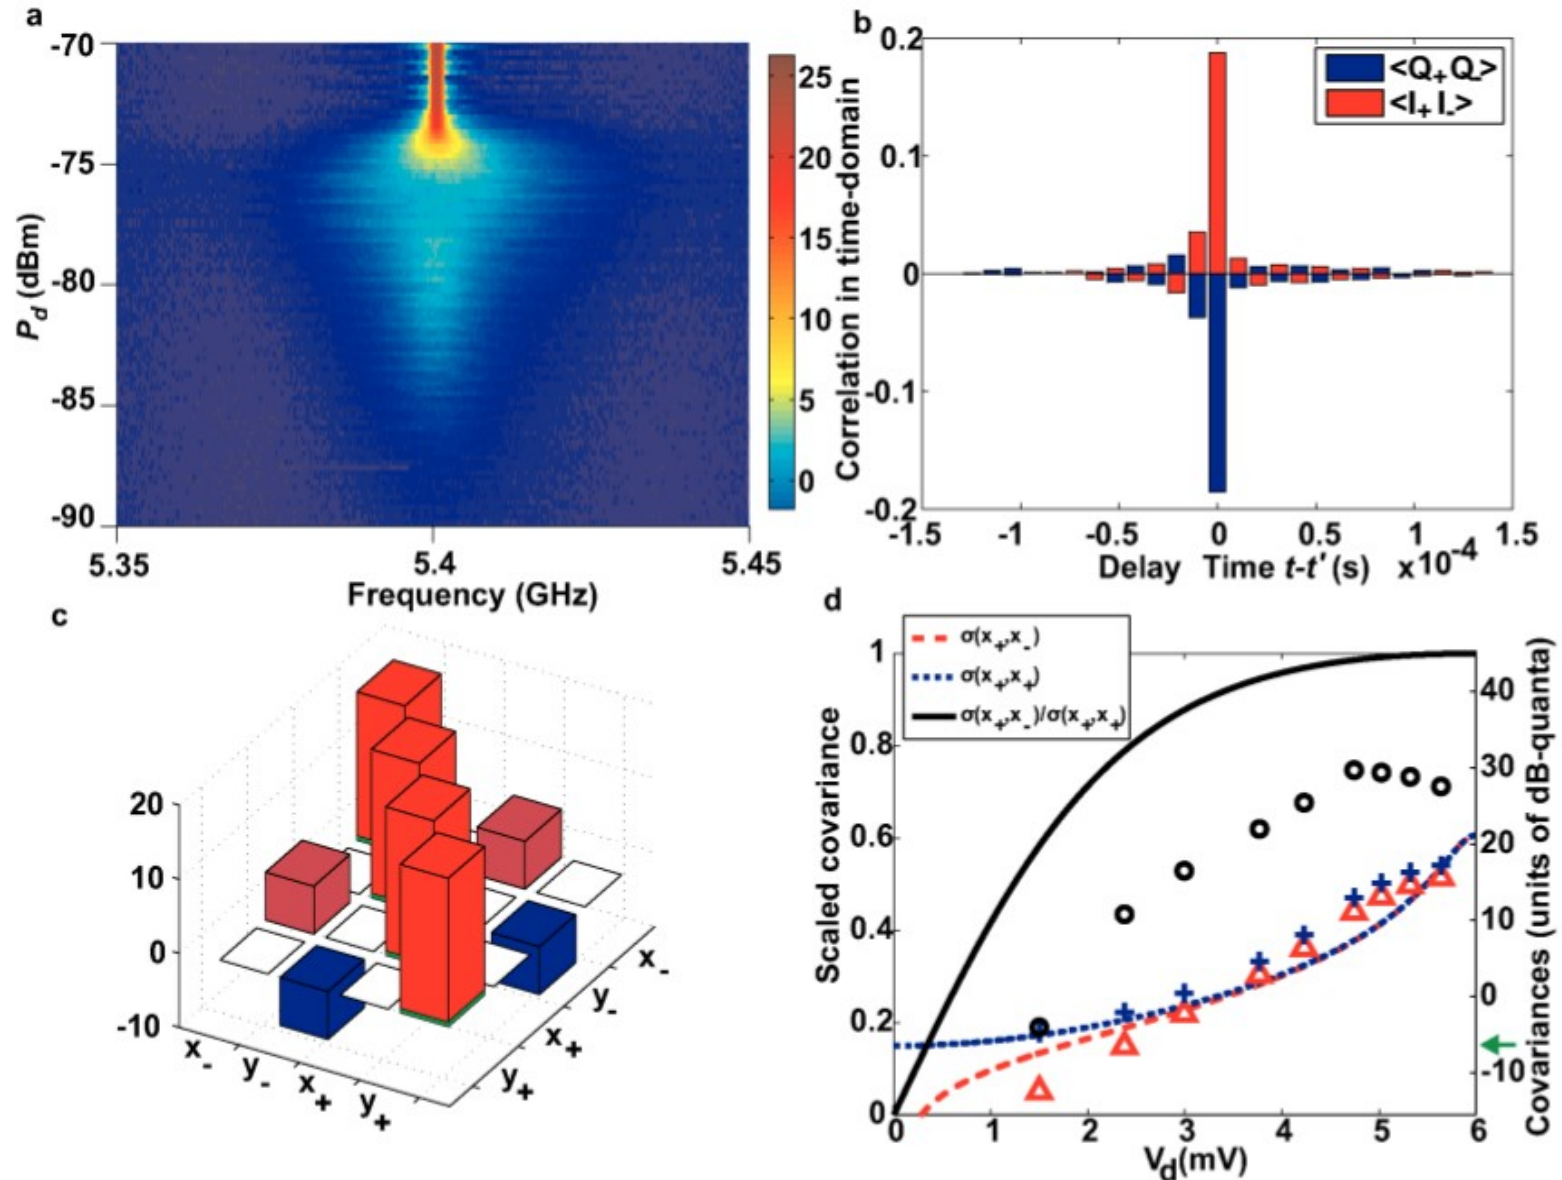 a
-70
-75
-80
-85
-90
P_d (dBm)
5.35
5.4
5.45
Frequency (GHz)
25
20
15
10
5
0
Correlation in time-domain
b
0.2
0.1
0
-0.1
-0.2
<Q+ Q->
<I+ I->
-1.5
-1
-0.5
0
0.5
1
1.5
Delay Time t-t' (s) x10^-4
c
20
10
0
-10
x-
y-
x+
y+
y+
x+
y-
x-
d
σ(x+,x-)
σ(x+,x+)
σ(x+,x-)/σ(x+,x+)
1
0.8
0.6
0.4
0.2
0
Scaled covariance
40
30
20
10
0
-10
Covariances (units of dB-quanta)
0
1
2
3
4
5
6
V_d(mV)